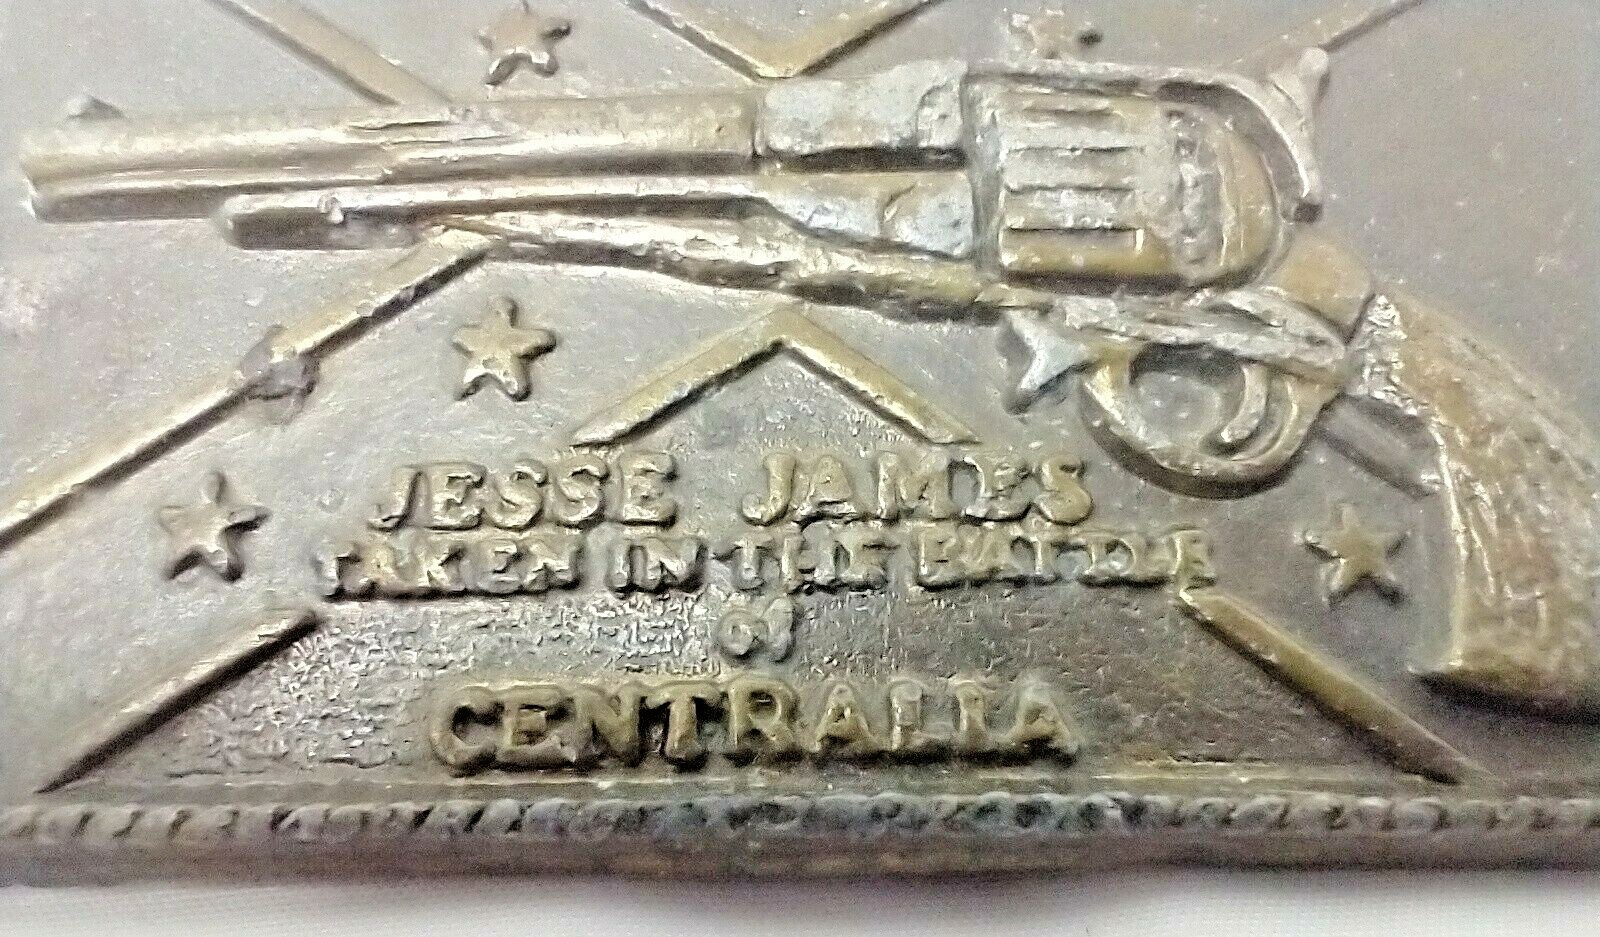 JESSE JAMES
TAKEN IN THE BATTLE
OF
CENTRALIA